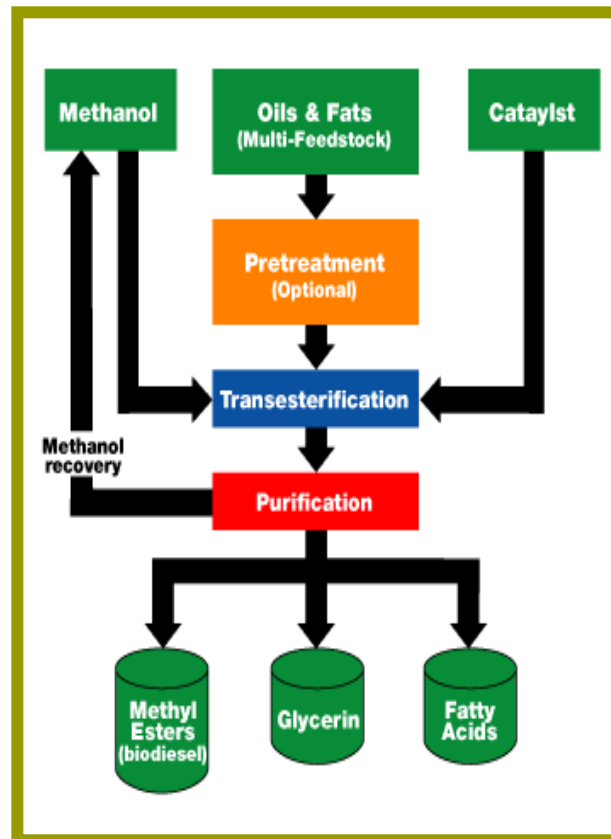 Methanol
Oils & Fats
(Multi-Feedstock)
Cataylst
Pretreatment
(Optional)
Transesterification
Methanol
recovery
Purification
Methyl
Esters
(biodiesel)
Glycerin
Fatty
Acids